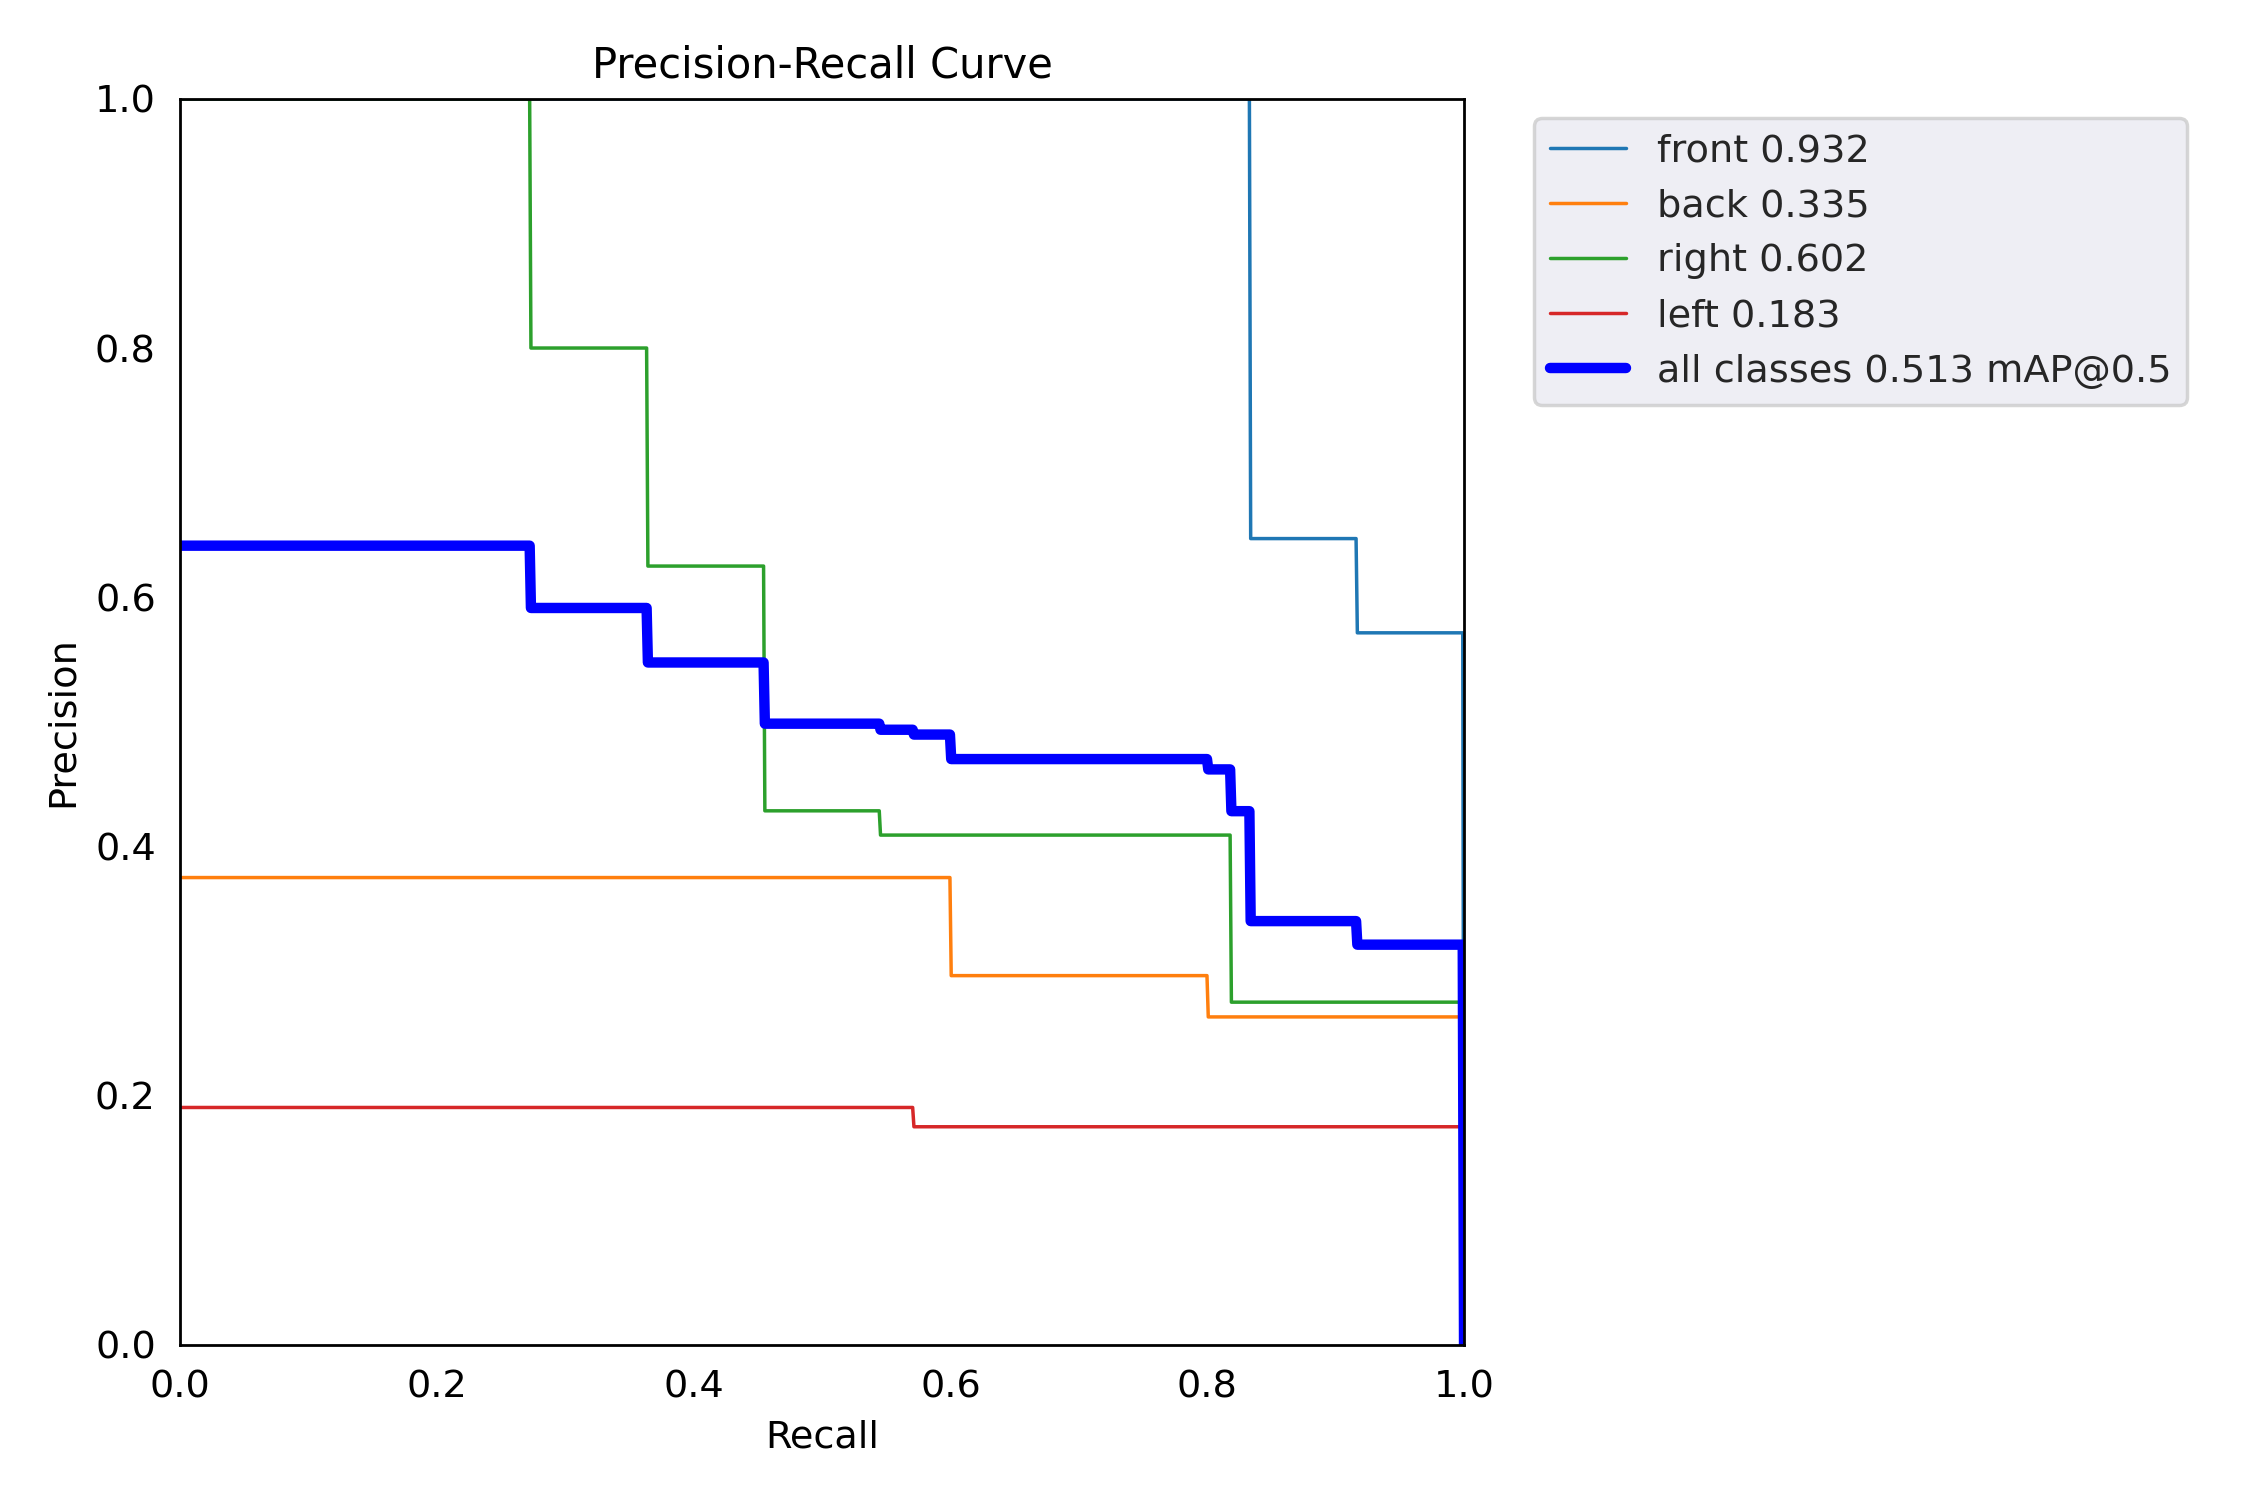 Precision-Recall Curve
1.0
0.8
0.6
0.4
0.2
0.0
Precision
0.0 0.2 0.4 0.6 0.8 1.0
Recall
front 0.932
back 0.335
right 0.602
left 0.183
all classes 0.513 mAP@0.5